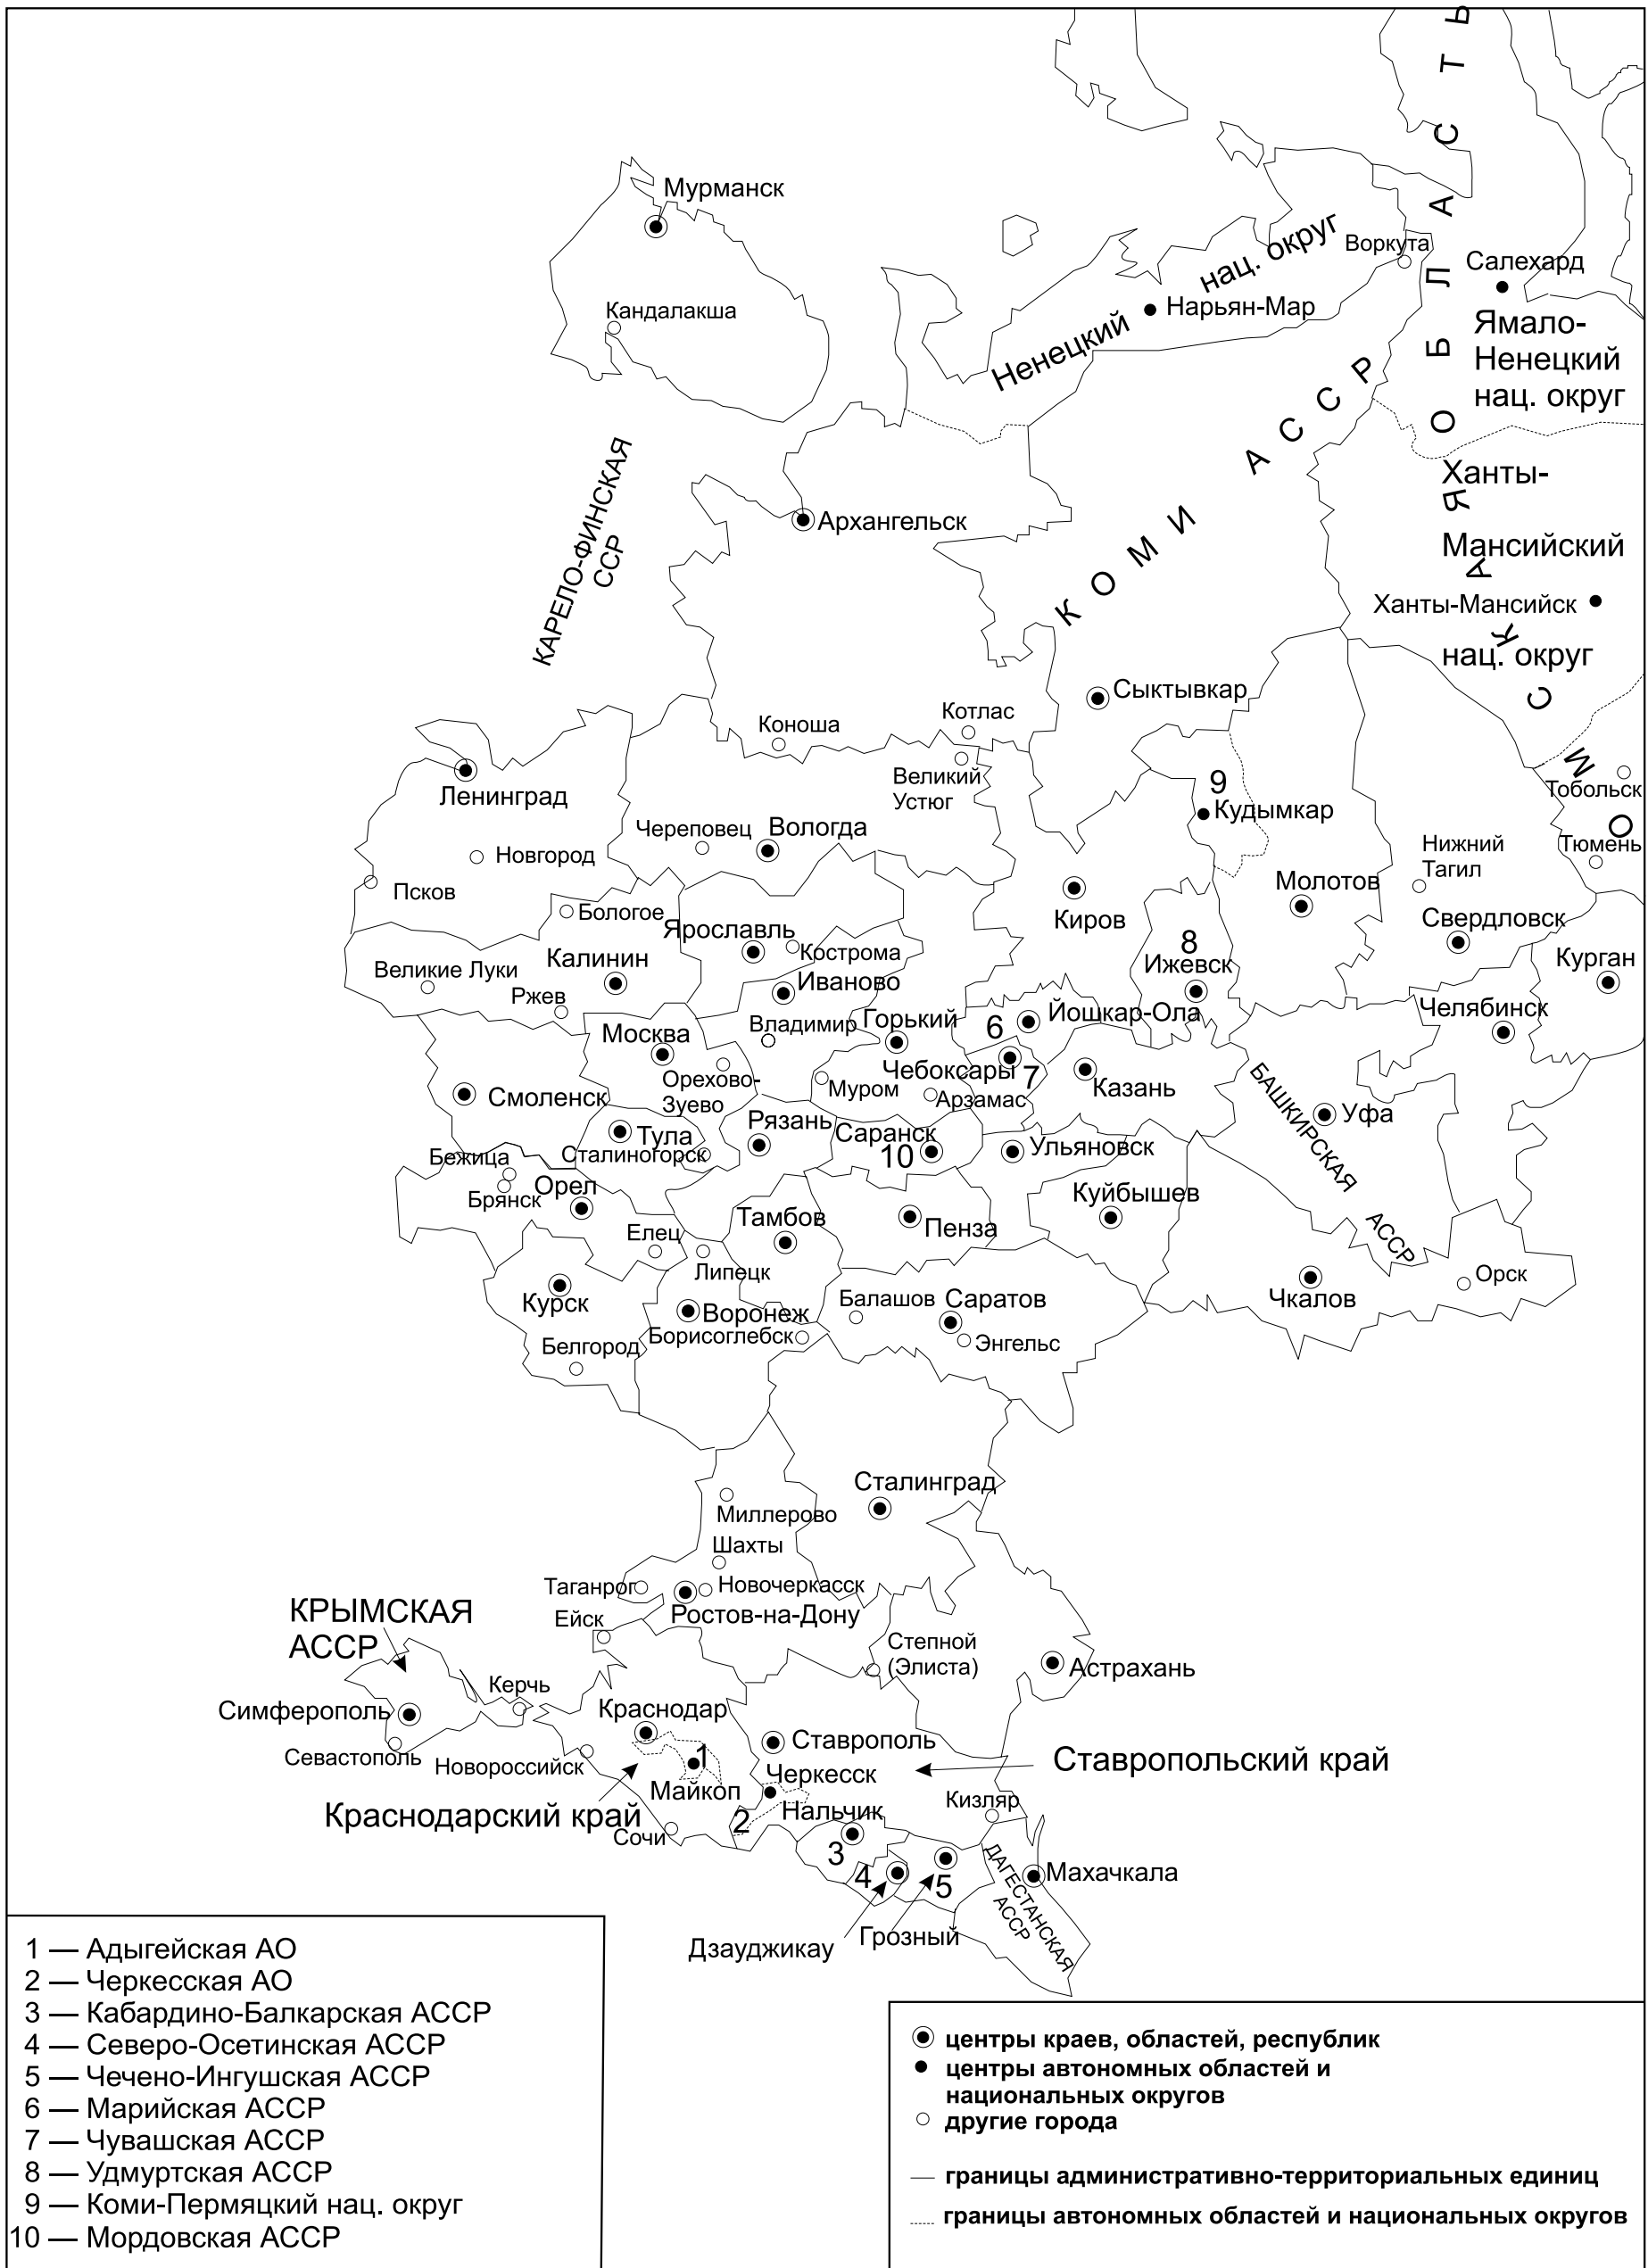 Мурманск
Кандалакша
Ненецкий
нац. округ
Нарьян-Мар
Воркута
Салехард
Ямало-
Ненецкий
нац. округ
ОМСКАЯ ОБЛАСТЬ
Ханты-
Мансийский
Ханты-Мансийск
нац. округ
КАРЕЛО-ФИНСКАЯ
ССР
Архангельск
КОМИ АССР
Сыктывкар
Котлас
Коноша
Великий
Устюг
Ленинград
Новгород
Псков
Череповец
Вологда
9
Кудымкар
Тобольск
Тюмень
Нижний
Тагил
Молотов
Свердловск
Курган
Челябинск
Бологое
Ярославль
Кострома
Киров
8
Ижевск
Калинин
Великие Луки
Ржев
Иваново
Москва
Владимир
Горький
6
Йошкар-Ола
Чебоксары
7
Казань
Орехово-
Зуево
Муром
Арзамас
Смоленск
Тула
Сталиногорск
Рязань
Саранск
10
Ульяновск
БАШКИРСКАЯ
АССР
Уфа
Бежица
Брянск
Орел
Елец
Липецк
Тамбов
Пенза
Куйбышев
Курск
Воронеж
Борисоглебск
Балашов
Саратов
Энгельс
Чкалов
Орск
Белгород
Сталинград
Миллерово
Шахты
Таганрог
Новочеркасск
Ростов-на-Дону
Ейск
КРЫМСКАЯ
АССР
Степной
(Элиста)
Астрахань
Керчь
Симферополь
Севастополь
Новороссийск
Краснодар
1
Майкоп
Ставрополь
Черкесск
Ставропольский край
Краснодарский край
Сочи
2
Нальчик
Кизляр
3
4
5
ДАГЕСТАНСКАЯ
АССР
Махачкала
Дзауджикау
Грозный
1 — Адыгейская АО
2 — Черкесская АО
3 — Кабардино-Балкарская АССР
4 — Северо-Осетинская АССР
5 — Чечено-Ингушская АССР
6 — Марийская АССР
7 — Чувашская АССР
8 — Удмуртская АССР
9 — Коми-Пермяцкий нац. округ
10 — Мордовская АССР
центры краев, областей, республик
центры автономных областей и
национальных округов
другие города
границы административно-территориальных единиц
границы автономных областей и национальных округов